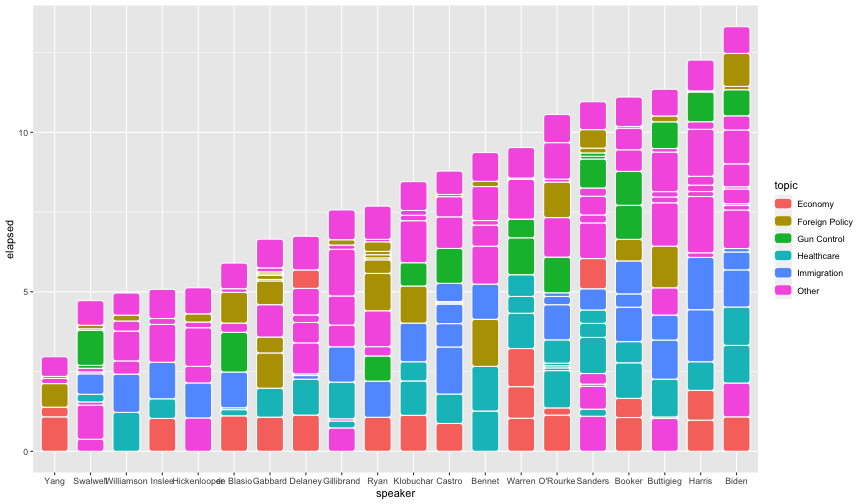 10
5
0
elapsed
Yang Swalwell Williamson Inslee Hickenlooper de Blasio Gabbard Delaney Gillibrand Ryan Klobuchar Castro Bennet Warren O'Rourke Sanders Booker Buttigieg Harris Biden
speaker
topic
Economy
Foreign Policy
Gun Control
Healthcare
Immigration
Other